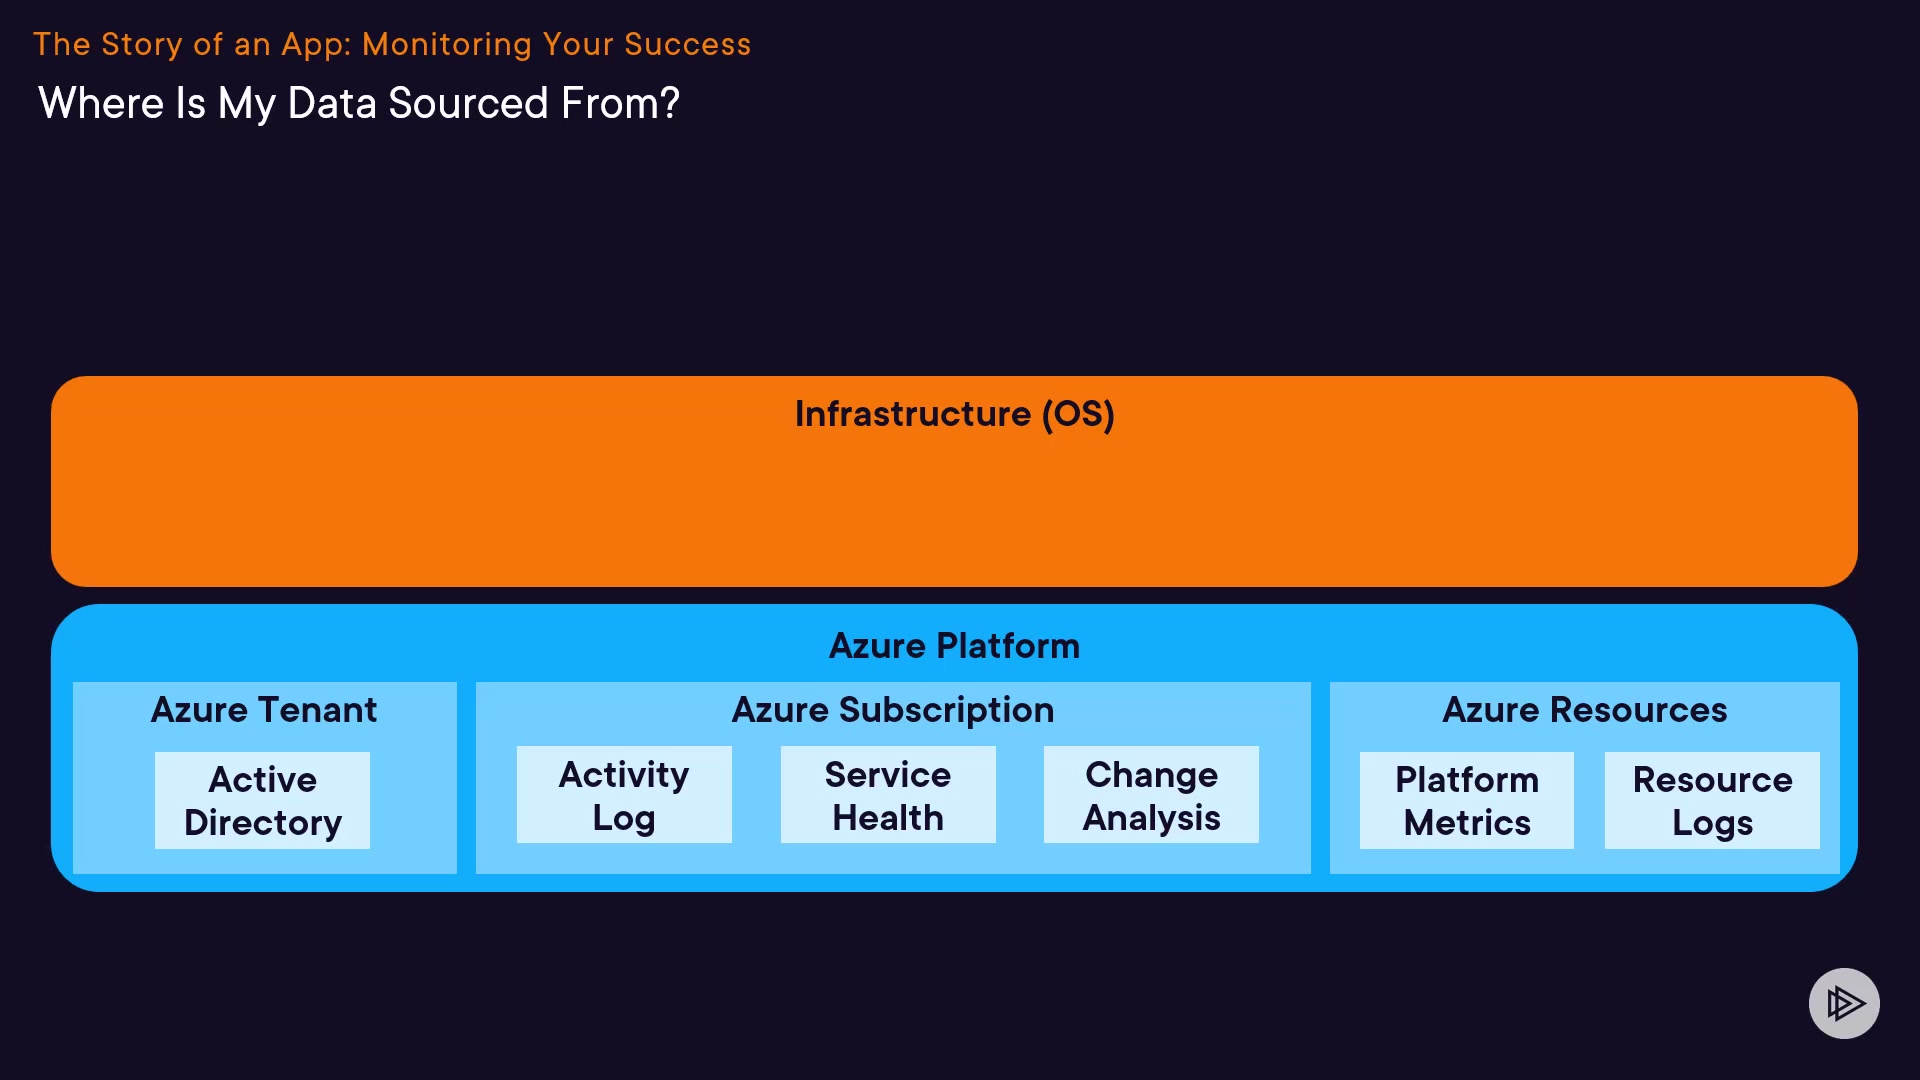 The Story of an App: Monitoring Your Success
Where Is My Data Sourced From?
Infrastructure (OS)
Azure Platform
Azure Tenant
Active
Directory
Azure Subscription
Activity
Log
Service
Health
Change
Analysis
Azure Resources
Platform
Metrics
Resource
Logs